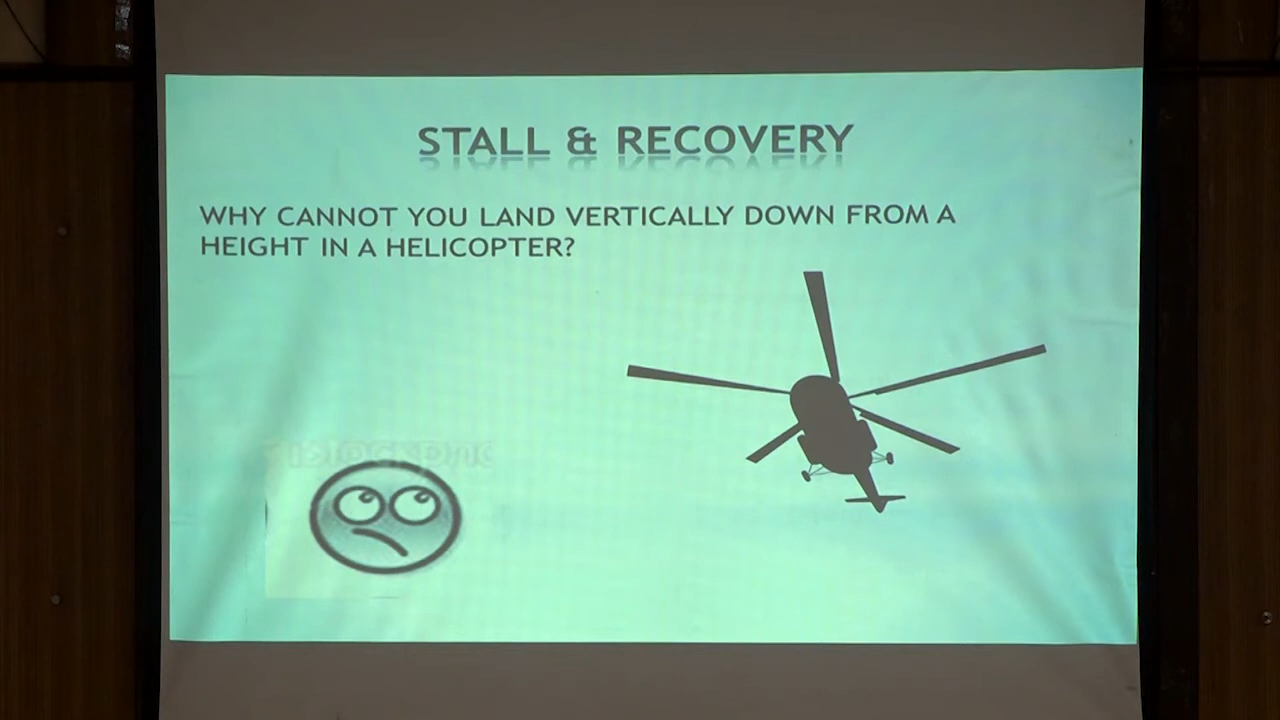 STALL & RECOVERY
WHY CANNOT YOU LAND VERTICALLY DOWN FROM A
HEIGHT IN A HELICOPTER?